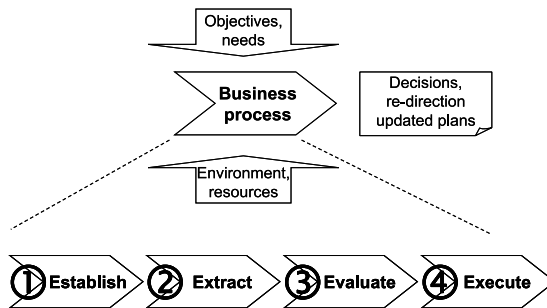 Objectives,
needs
Business
process
Decisions,
re-direction
updated plans
Environment,
resources
1 Establish
2 Extract
3 Evaluate
4 Execute